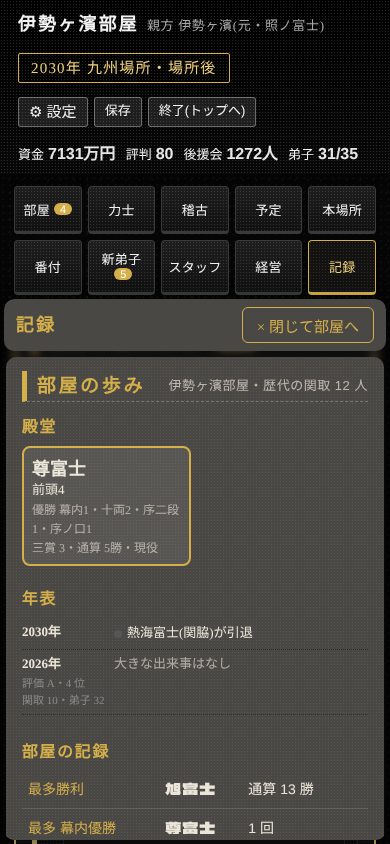 伊勢ヶ濱部屋 親方 伊勢ヶ濱(元・照ノ富士)
2030年 九州場所・場所後
⚙ 設定 保存 終了(トップへ)
資金 7131万円 評判 80 後援会 1272人 弟子 31/35
部屋 4 力士 稽古 予定 本場所
番付 新弟子 5 スタッフ 経営 記録
記録 × 閉じて部屋へ
部屋の歩み 伊勢ヶ濱部屋・歴代の関取 12 人
殿堂
尊富士
前頭4
優勝 幕内1・十両2・序二段
1・序ノ口1
三賞 3・通算 5勝・現役
年表
2030年 熱海富士(関脇)が引退
2026年 大きな出来事はなし
評価 A・4 位
関取 10・弟子 32
部屋の記録
最多勝利 旭富士 通算 13 勝
最多 幕内優勝 尊富士 1 回